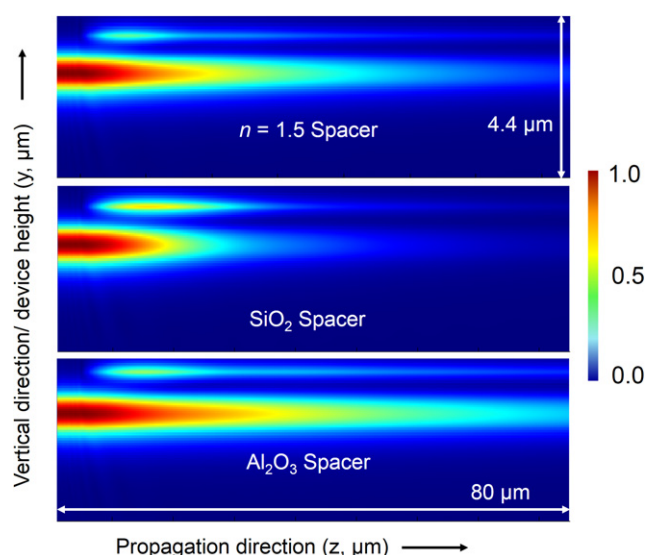 Vertical direction/ device height (y, µm)
n = 1.5 Spacer
4.4 µm
SiO₂ Spacer
1.0
0.5
0.0
Al₂O₃ Spacer
80 µm
Propagation direction (z, µm)